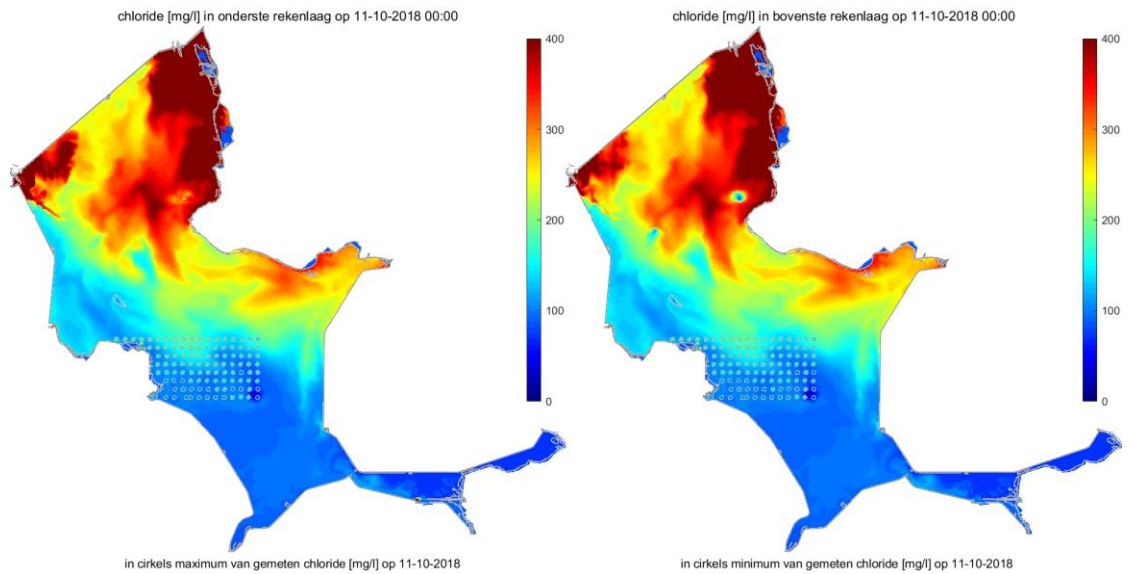 chloride [mg/l] in onderste rekenlaag op 11-10-2018 00:00
400
300
200
100
0
in cirkels maximum van gemeten chloride [mg/l] op 11-10-2018
chloride [mg/l] in bovenste rekenlaag op 11-10-2018 00:00
400
300
200
100
0
in cirkels minimum van gemeten chloride [mg/l] op 11-10-2018